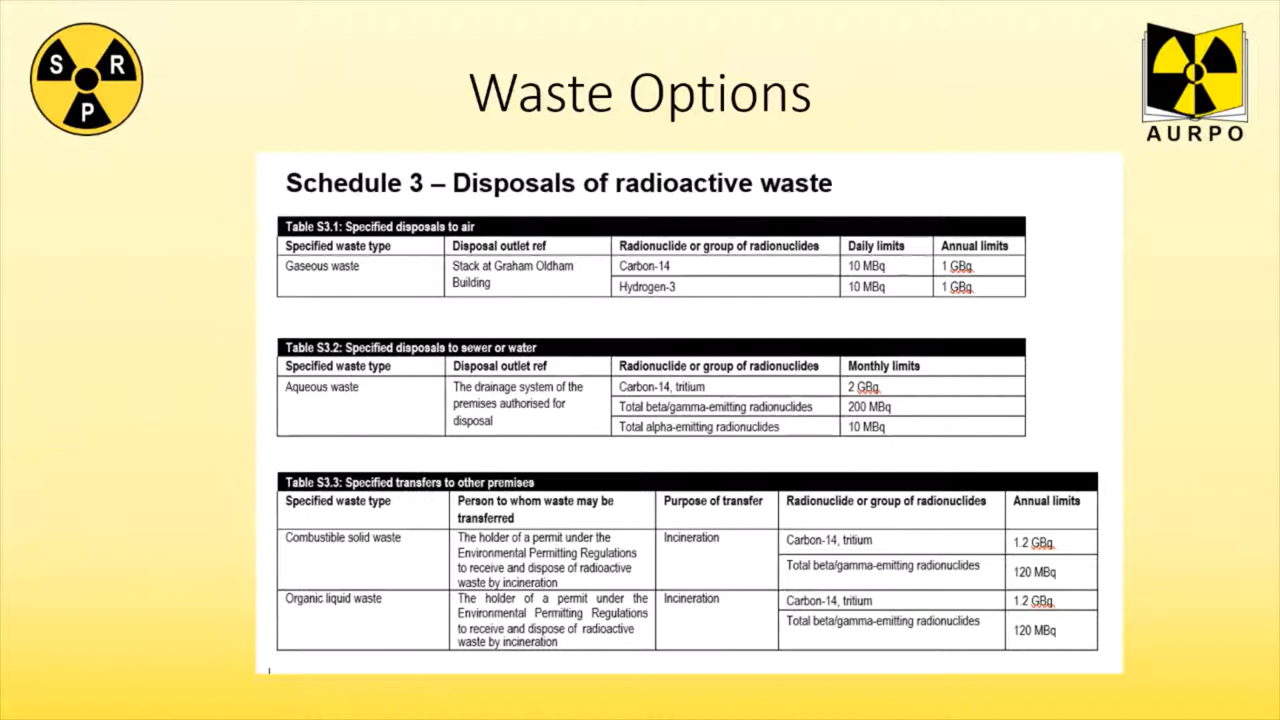 S R
P
AURPO
Waste Options
Schedule 3 – Disposals of radioactive waste
Table S3.1: Specified disposals to air
Specified waste type Disposal outlet ref Radionuclide or group of radionuclides Daily limits Annual limits
Gaseous waste Stack at Graham Oldham Carbon-14 10 MBq 1 GBq
Building Hydrogen-3 10 MBq 1 GBq
Table S3.2: Specified disposals to sewer or water
Specified waste type Disposal outlet ref Radionuclide or group of radionuclides Monthly limits
Aqueous waste The drainage system of the Carbon-14, tritium 2 GBq
premises authorised for Total beta/gamma-emitting radionuclides 200 MBq
disposal Total alpha-emitting radionuclides 10 MBq
Table S3.3: Specified transfers to other premises
Specified waste type Person to whom waste may be Purpose of transfer Radionuclide or group of radionuclides Annual limits
transferred
Combustible solid waste The holder of a permit under the Incineration Carbon-14, tritium 1.2 GBq
Environmental Permitting Regulations
to receive and dispose of radioactive Total beta/gamma-emitting radionuclides 120 MBq
waste by incineration
Organic liquid waste The holder of a permit under the Incineration Carbon-14, tritium 1.2 GBq
Environmental Permitting Regulations Total beta/gamma-emitting radionuclides
to receive and dispose of radioactive 120 MBq
waste by incineration